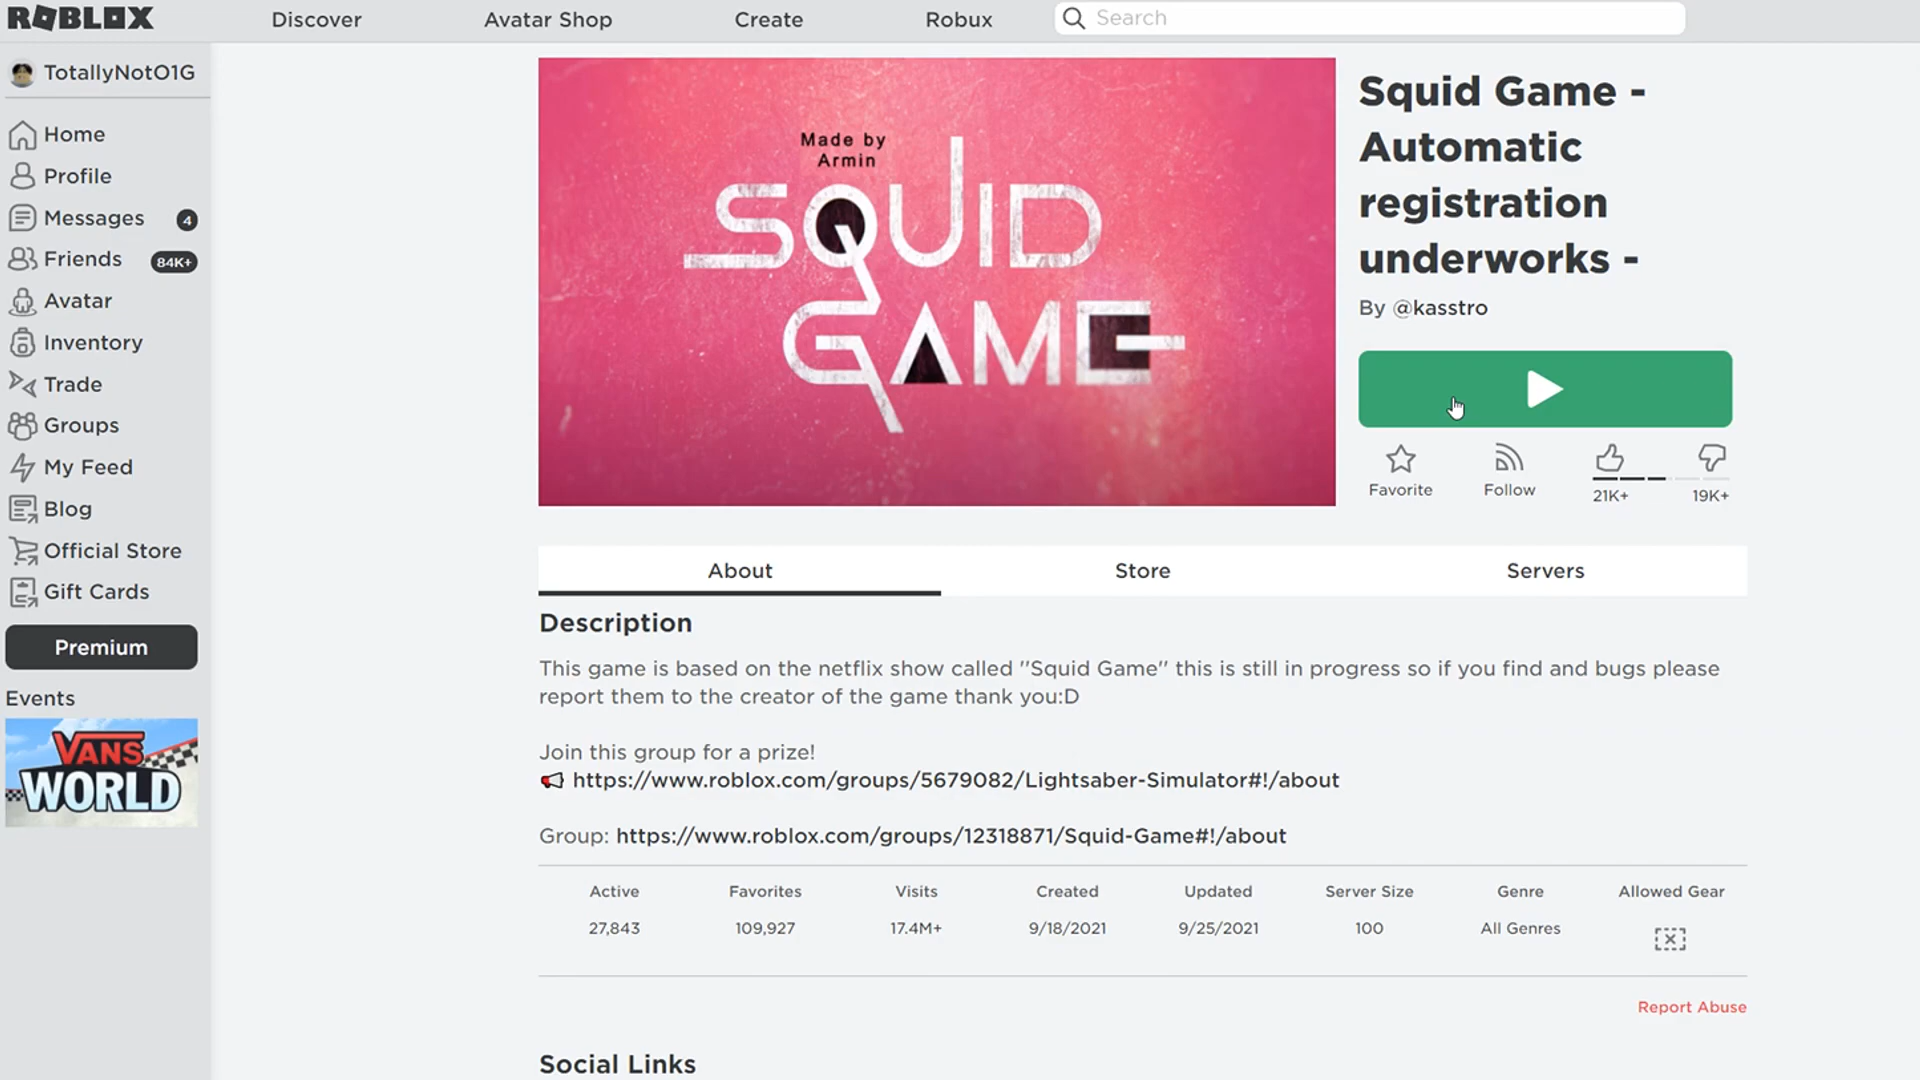 ROBLOX
Discover
Avatar Shop
Create
Robux
Search
TotallyNotO1G
Home
Profile
Messages 4
Friends 84K+
Avatar
Inventory
Trade
Groups
My Feed
Blog
Official Store
Gift Cards
Premium
Events
VANS
WORLD
Made by
Armin
SQUID
GAME
Squid Game -
Automatic
registration
underworks -
By @kasstro
Favorite
Follow
21K+
19K+
About
Store
Servers
Description
This game is based on the netflix show called ''Squid Game'' this is still in progress so if you find and bugs please
report them to the creator of the game thank you:D
Join this group for a prize!
https://www.roblox.com/groups/5679082/Lightsaber-Simulator#!/about
Group: https://www.roblox.com/groups/12318871/Squid-Game#!/about
Active Favorites Visits Created Updated Server Size Genre Allowed Gear
27,843 109,927 17.4M+ 9/18/2021 9/25/2021 100 All Genres
Report Abuse
Social Links